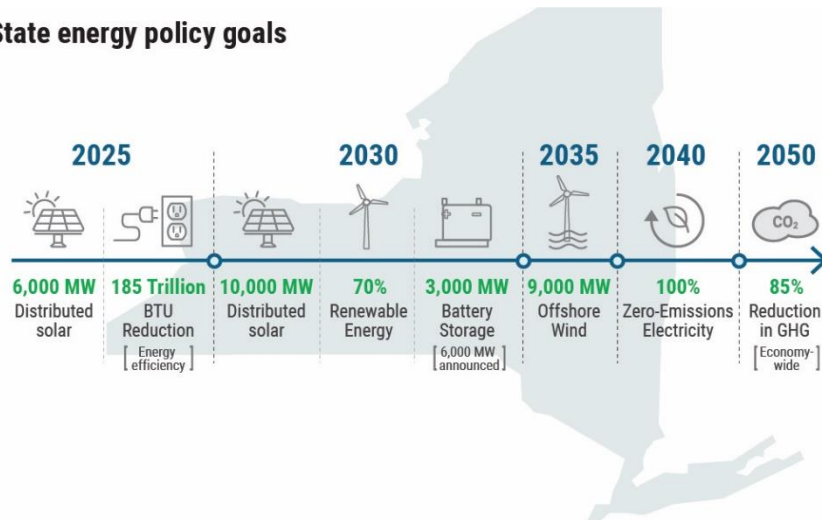 State energy policy goals
2025
2030
2035
2040
2050
CO₂
6,000 MW
Distributed
solar
185 Trillion
BTU
Reduction
[Energy
efficiency]
10,000 MW
Distributed
solar
70%
Renewable
Energy
3,000 MW
Battery
Storage
[6,000 MW
announced]
9,000 MW
Offshore
Wind
100%
Zero-Emissions
Electricity
85%
Reduction
in GHG
[Economy-
wide]